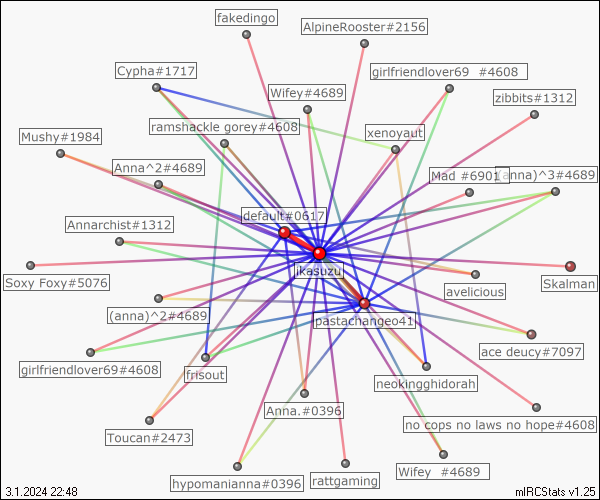 fakedingo
AlpineRooster#2156
Cypha#1717
girlfriendlover69 #4608
Wifey#4689
zibbits#1312
ramshackle gorey#4608
xenoyaut
Mushy#1984
Anna^2#4689
Mad #6901
(anna)^3#4689
default#0617
Annarchist#1312
jikasuzu
Soxy Foxy#5076
avelicious
Skalman
(anna)^2#4689
pastachangeo41
ace deucy#7097
girlfriendlover69#4608
frisout
neokingghidorah
Anna.#0396
no cops no laws no hope#4608
Toucan#2473
hypomanianna#0396
rattgaming
Wifey #4689
3.1.2024 22:48
mIRCStats v1.25